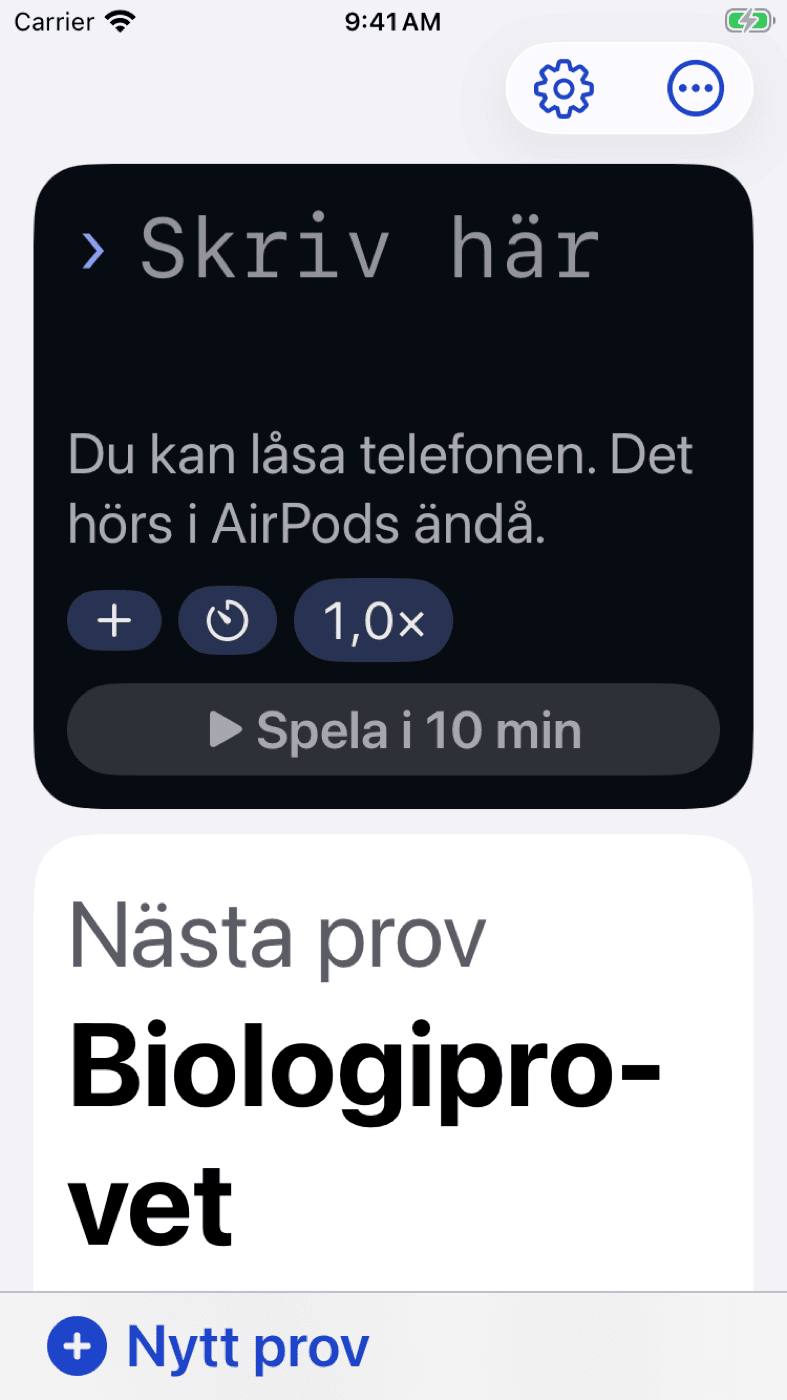 Carrier 9:41 AM
› Skriv här
Du kan låsa telefonen. Det
hörs i AirPods ändå.
1,0×
Spela i 10 min
Nästa prov
Biologipro-
vet
Nytt prov